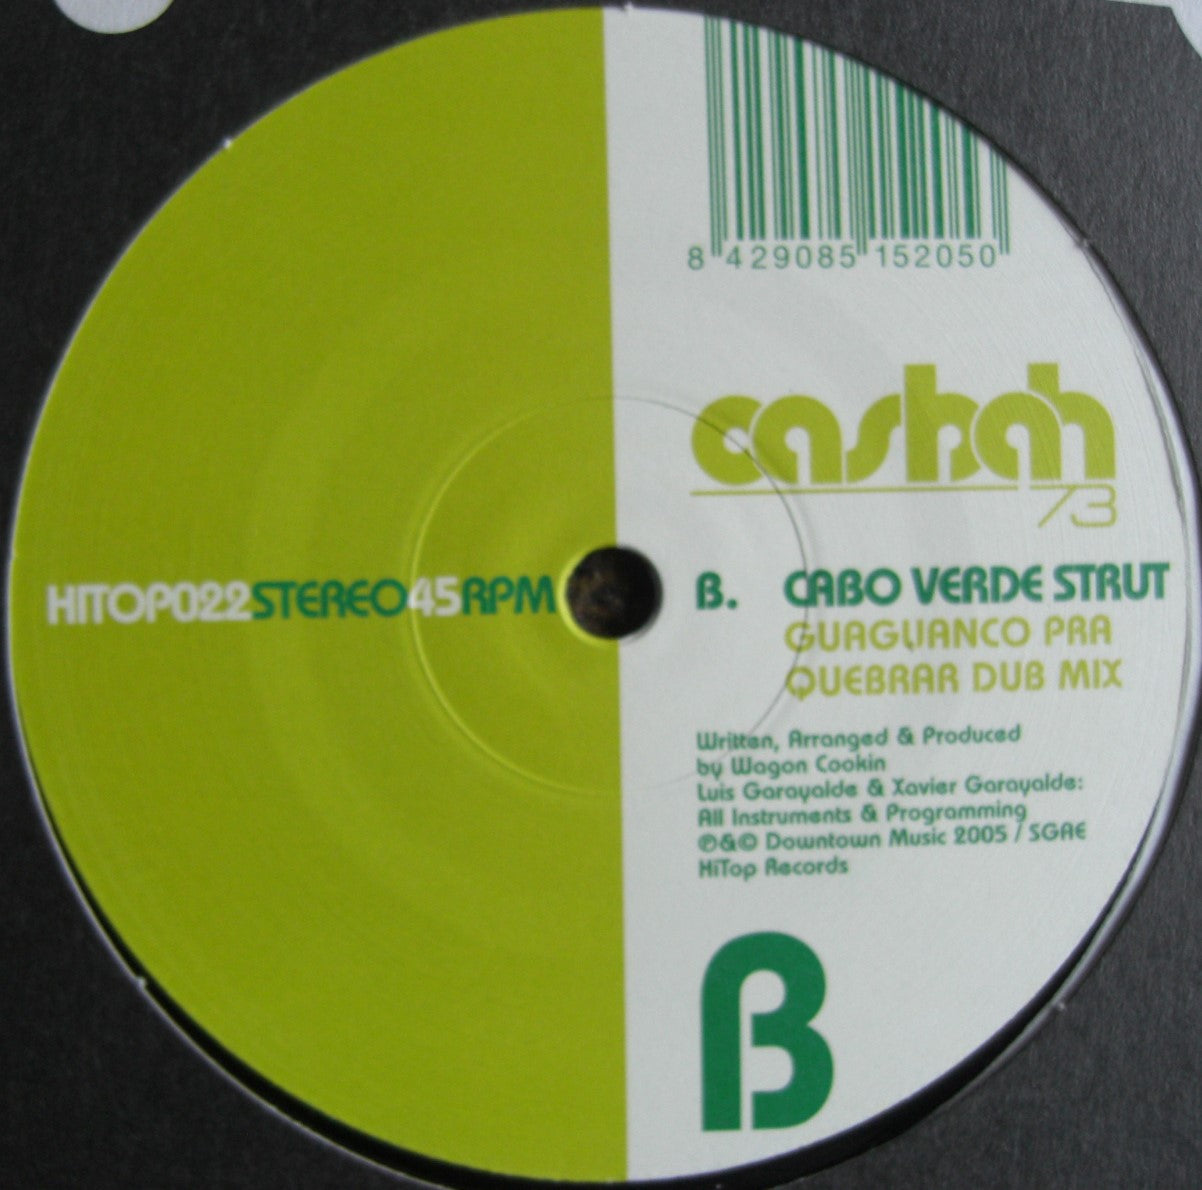 8 429085 152050
casbah
73
HITOP022STEREO45RPM
B. CABO VERDE STRUT
GUAGUANCO PRA
QUEBRAR DUB MIX
Written, Arranged & Produced
by Wagon Cookin
Luis Garayalde & Xavier Garayalde:
All Instruments & Programming
℗&© Downtown Music 2005 / SGAE
HiTop Records
B